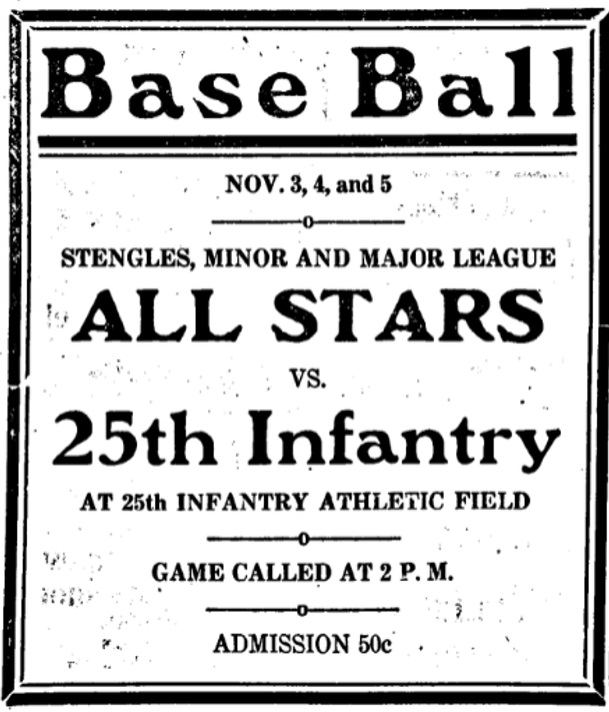 Base Ball
NOV. 3, 4, and 5
STENGLES, MINOR AND MAJOR LEAGUE
ALL STARS
VS.
25th Infantry
AT 25th INFANTRY ATHLETIC FIELD
GAME CALLED AT 2 P. M.
ADMISSION 50c